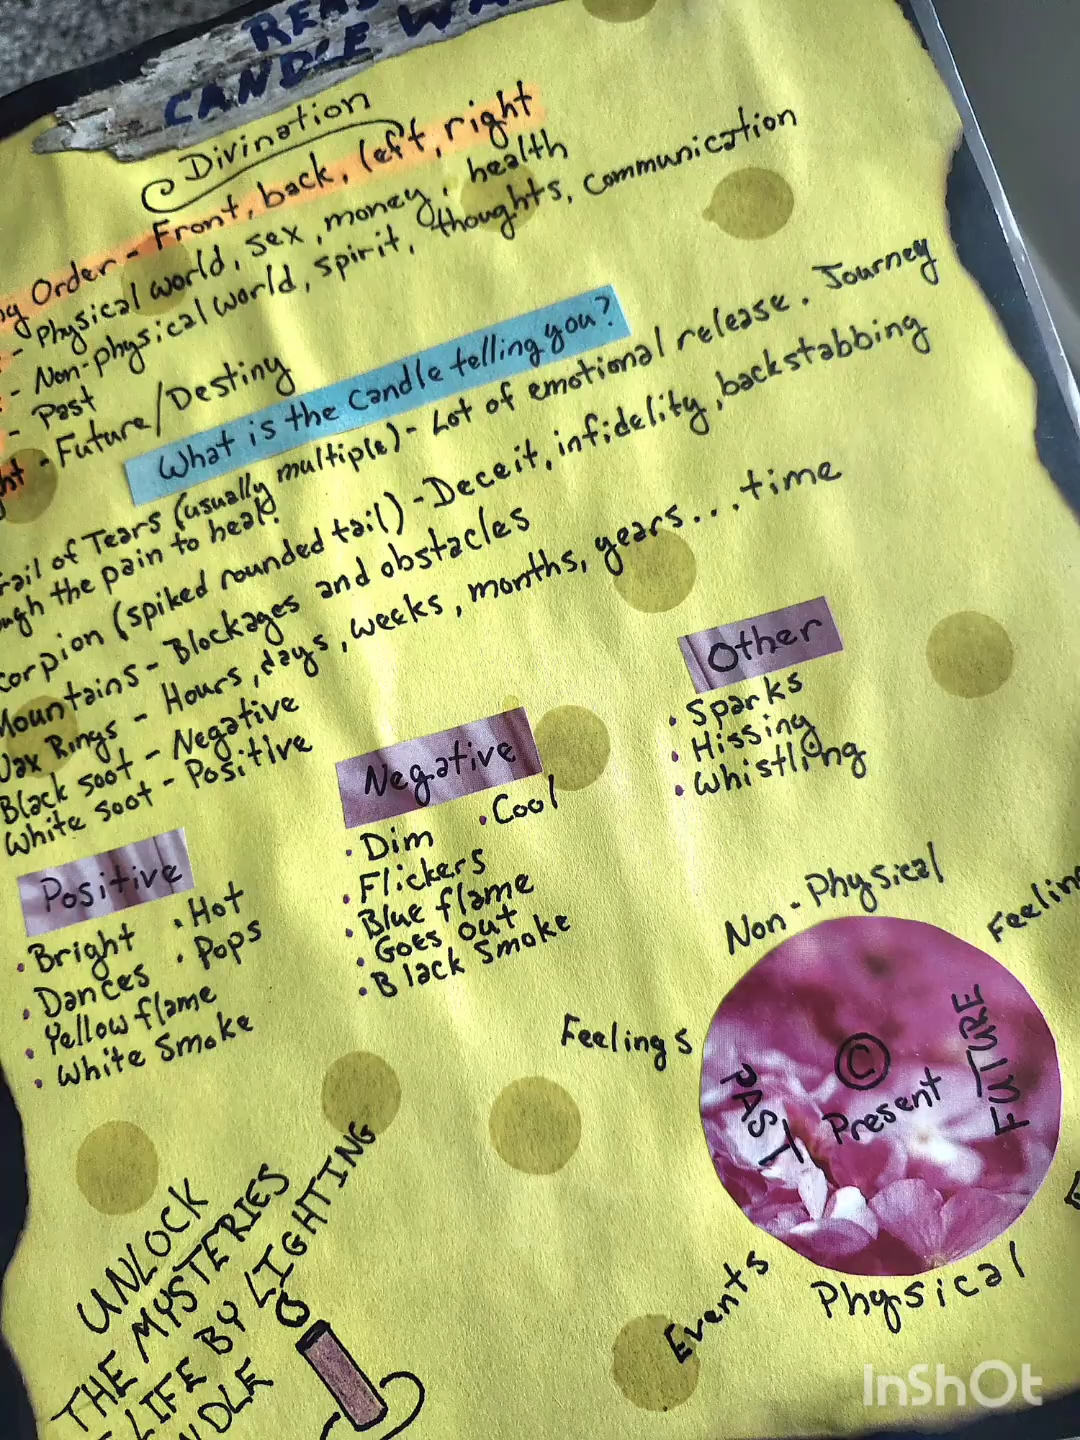 CANDLE
Divination
Order - Front, back, left, right
- Physical world, sex, money, health
- Non-physical world, spirit, thoughts, communication
- Past
- Future/Destiny
What is the candle telling you?
of Tears (usually multiple) - Lot of emotional release. Journey
the pain to heal.
(spiked rounded tail) - Deceit, infidelity, backstabbing
Mountains - Blockages and obstacles
Rings - Hours, days, weeks, months, years...time
Black soot - Negative
White soot - Positive
Positive
• Bright • Hot
• Dances • Pops
• Yellow flame
• White Smoke
Negative
• Dim • Cool
• Flickers
• Blue flame
• Goes out
• Black Smoke
Other
• Sparks
• Hissing
• Whistling
Non-Physical
Feelings
PAST
©
Present
FUTURE
Events
Physical
UNLOCK
THE MYSTERIES
LIFE BY LIGHTING
InShOt